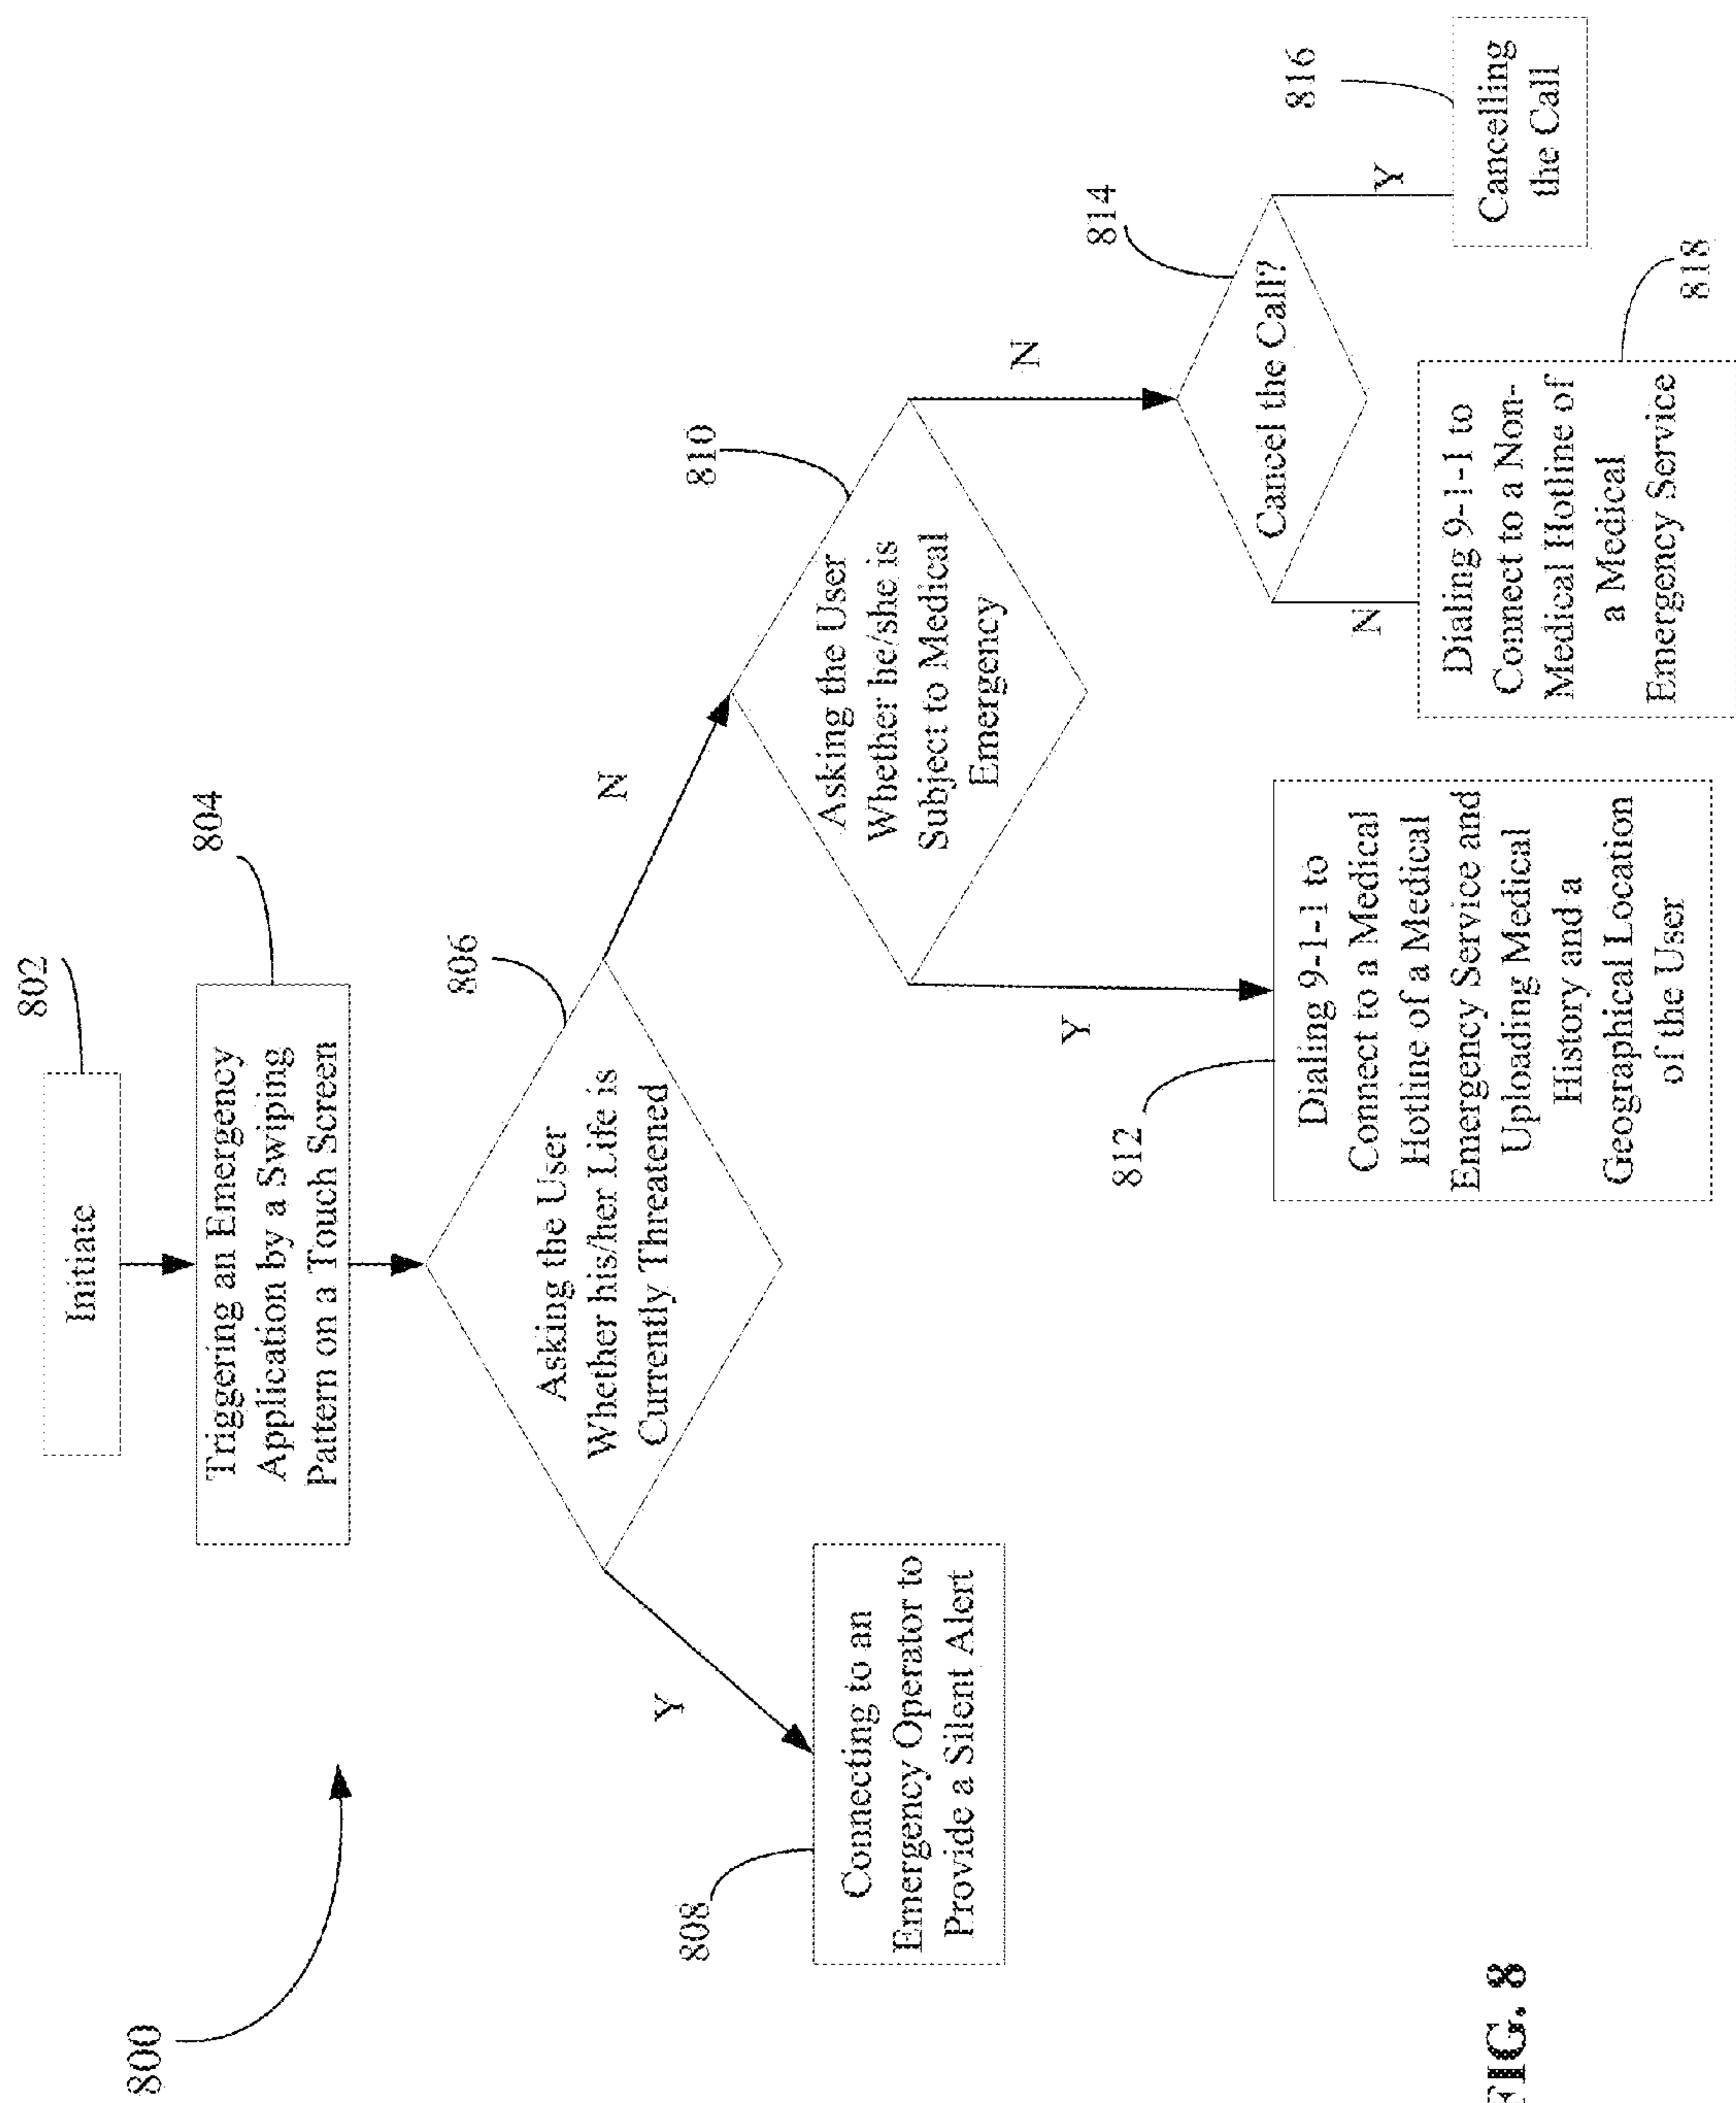 800
802
Initiate
804
Triggering an Emergency
Application by a Swiping
Pattern on a Touch Screen
806
Asking the User
Whether his/her Life is
Currently Threatened
Y
N
808
Connecting to an
Emergency Operator to
Provide a Silent Alert
810
Asking the User
Whether he/she is
Subject to Medical
Emergency
Y
N
812
Dialing 9-1-1 to
Connect to a Medical
Hotline of a Medical
Emergency Service and
Uploading Medical
History and a
Geographical Location
of the User
814
Cancel the Call?
N
Y
816
Cancelling
the Call
818
Dialing 9-1-1 to
Connect to a Non-
Medical Hotline of
a Medical
Emergency Service
FIG. 8